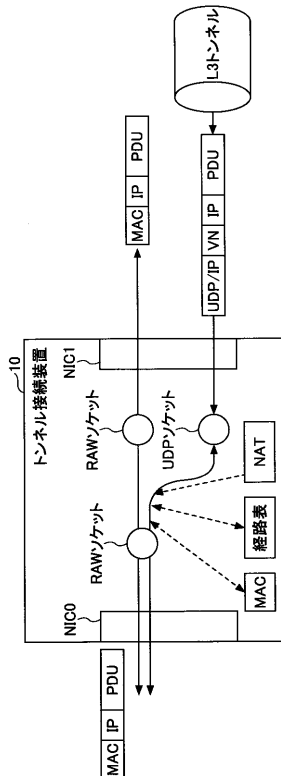 10
トンネル接続装置
NIC0
NIC1
RAWソケット
RAWソケット
UDPソケット
MAC
経路表
NAT
MAC IP PDU
MAC IP PDU
UDP/IP VN IP PDU
L3トンネル